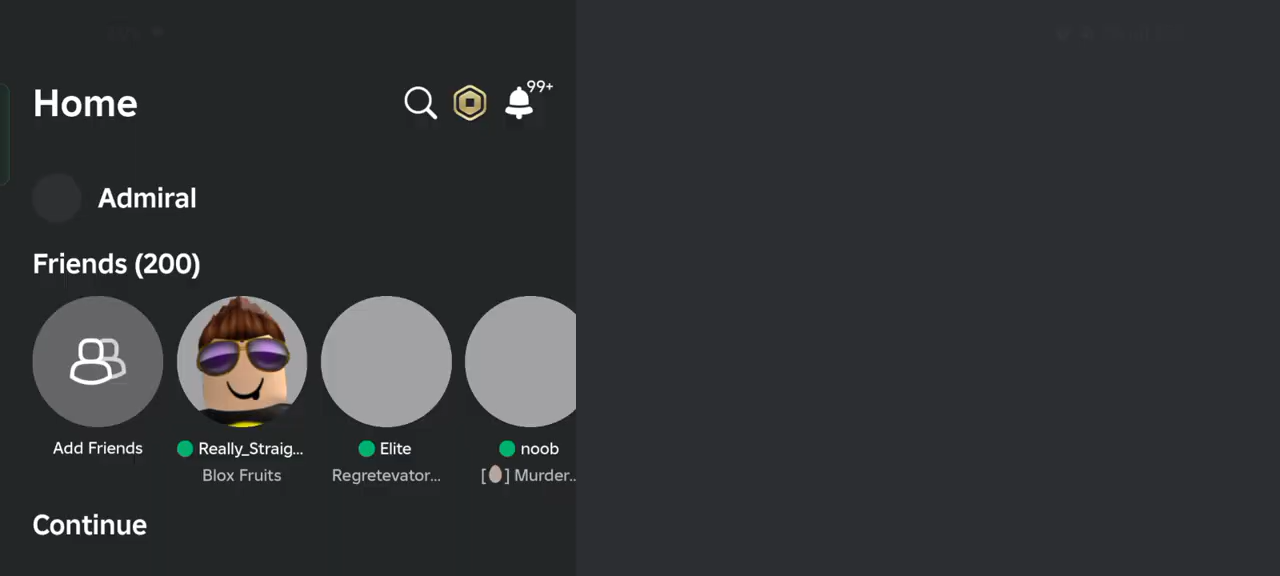 Home
99+
Admiral
Friends (200)
Add Friends
Really_Straig...
Elite
noob
Blox Fruits
Regretevator...
[🥚] Murder...
Continue